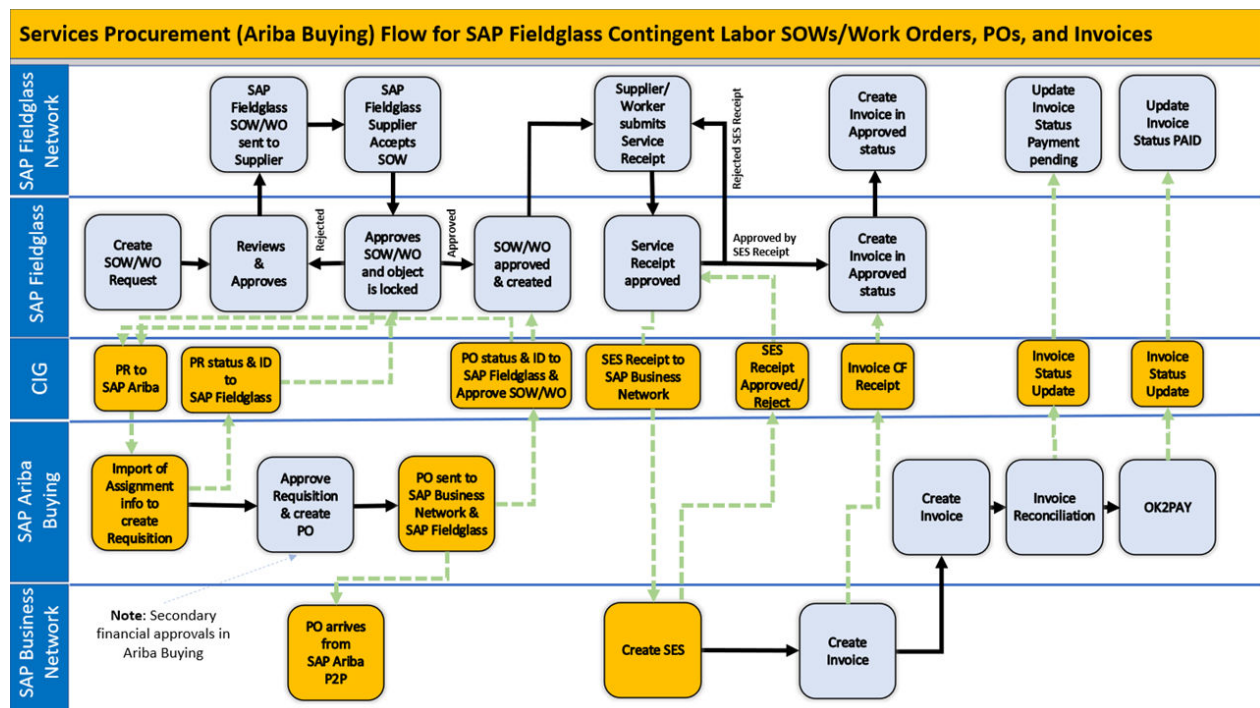 Services Procurement (Ariba Buying) Flow for SAP Fieldglass Contingent Labor SOWs/Work Orders, POs, and Invoices
SAP Fieldglass
Network
SAP
Fieldglass
SOW/WO
sent to
Supplier
SAP
Fieldglass
Supplier
Accepts
SOW
Supplier/
Worker
submits
Service
Receipt
Rejected SES Receipt
Create
Invoice in
Approved
status
Update
Invoice
Status
Payment
pending
Update
Invoice
Status PAID
SAP Fieldglass
Create
SOW/WO
Request
Reviews
&
Approves
Rejected
Approves
SOW/WO
and object
is locked
Approved
SOW/WO
approved
& created
Service
Receipt
approved
Approved by
SES Receipt
Create
Invoice in
Approved
status
CIG
PR to
SAP Ariba
PR status & ID
to
SAP Fieldglass
PO status & ID to
SAP Fieldglass &
Approve SOW/WO
SES Receipt to
SAP Business
Network
SES
Receipt
Approved/
Reject
Invoice CF
Receipt
Invoice
Status
Update
Invoice
Status
Update
SAP Ariba
Buying
Import of
Assignment
info to
create
Requisition
Approve
Requisition
& create
PO
PO sent to
SAP Business
Network &
SAP Fieldglass
Create
Invoice
Invoice
Reconciliation
OK2PAY
SAP Business
Network
Note: Secondary
financial approvals in
Ariba Buying
PO arrives
from
SAP Ariba
P2P
Create SES
Create
Invoice